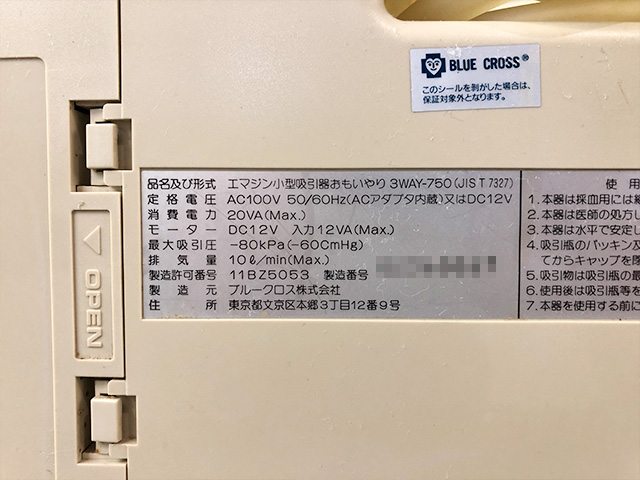 BLUE CROSS®
このシールを剥がした場合は、
保証対象外となります。
品名及び形式 エマジン小型吸引器おもいやり 3WAY-750(JIS T 7327)
定格電圧 AC100V 50/60Hz(ACアダプタ内蔵)又はDC12V
消費電力 20VA(Max.)
モーター DC12V 入力12VA(Max.)
最大吸引圧 -80kPa(-60CmHg)
排気量 10ℓ/min(Max.)
製造許可番号 11BZ5053 製造番号
製造元 ブルークロス株式会社
住所 東京都文京区本郷3丁目12番9号
使用
1.本器は採血用には
2.本器は医師の処
3.本器は水平で安定し
4.吸引瓶のパッキン及
てからキャップを閉
5.吸引物は吸引瓶の最
6.使用後は吸引瓶等を
7.本器を使用する前に
OPEN